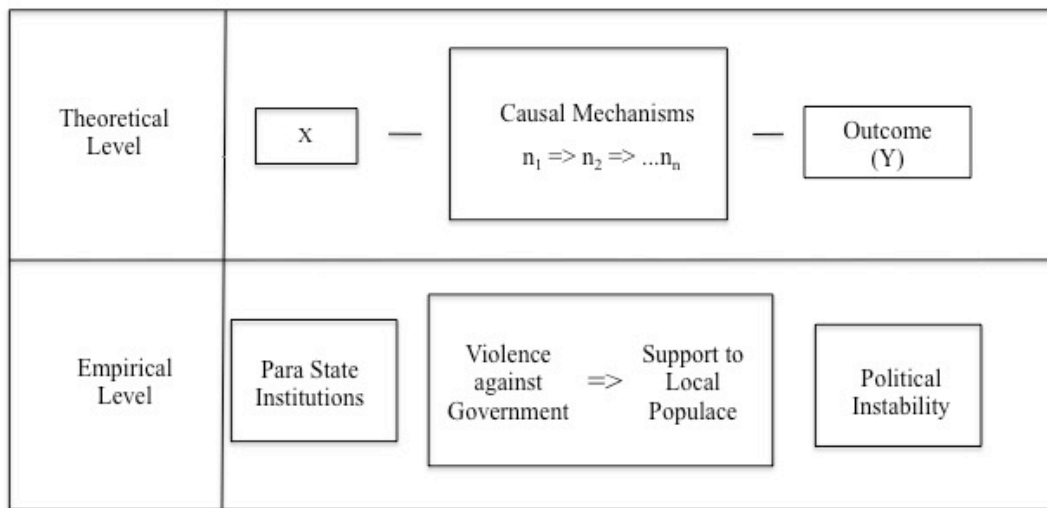 Theoretical
Level
X
Causal Mechanisms
n₁ => n₂ => ...nₙ
Outcome
(Y)
Empirical
Level
Para State
Institutions
Violence
against
Government
=>
Support to
Local
Populace
Political
Instability